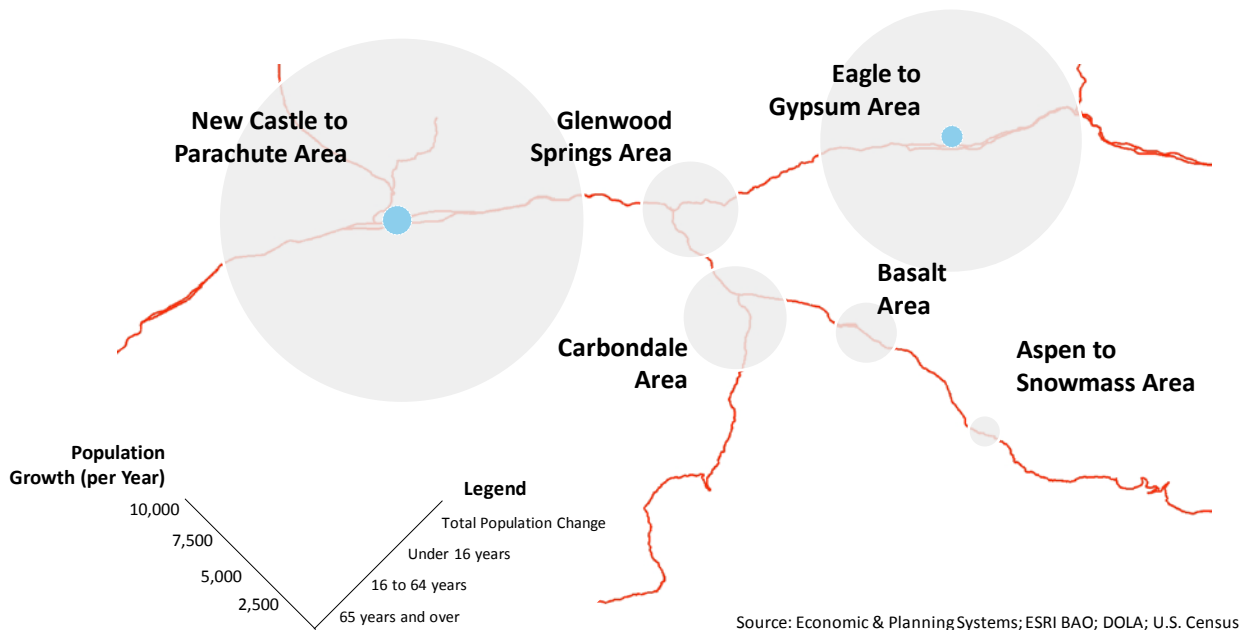 New Castle to
Parachute Area
Glenwood
Springs Area
Eagle to
Gypsum Area
Carbondale
Area
Basalt
Area
Aspen to
Snowmass Area
Population
Growth (per Year)
10,000
7,500
5,000
2,500
Legend
Total Population Change
Under 16 years
16 to 64 years
65 years and over
Source: Economic & Planning Systems; ESRI BAO; DOLA; U.S. Census